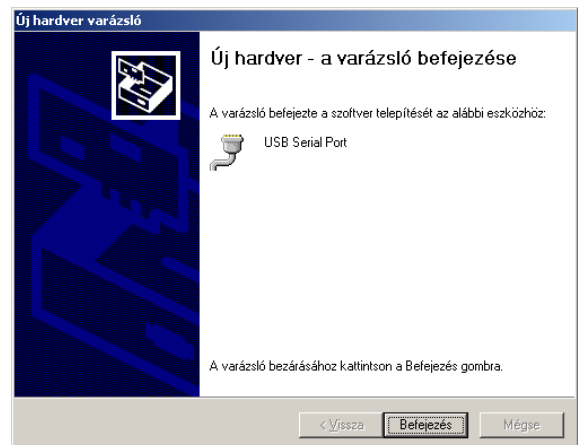 Új hardver varázsló
Új hardver - a varázsló befejezése
A varázsló befejezte a szoftver telepítését az alábbi eszközhöz:
USB Serial Port
A varázsló bezárásához kattintson a Befejezés gombra.
< Vissza
Befejezés
Mégse